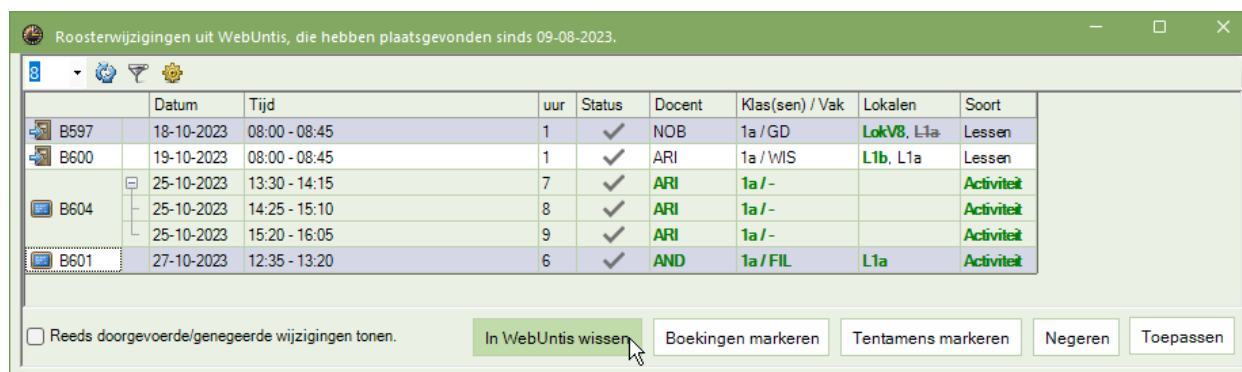 Roosterwijzigingen uit WebUntis, die hebben plaatsgevonden sinds 09-08-2023.
8
Datum Tijd uur Status Docent Klas(sen) / Vak Lokalen Soort
B597 18-10-2023 08:00 - 08:45 1 NOB 1a / GD LokV8, L1a Lessen
B600 19-10-2023 08:00 - 08:45 1 ARI 1a / WIS L1b, L1a Lessen
25-10-2023 13:30 - 14:15 7 ARI 1a / - Activiteit
B604 25-10-2023 14:25 - 15:10 8 ARI 1a / - Activiteit
25-10-2023 15:20 - 16:05 9 ARI 1a / - Activiteit
B601 27-10-2023 12:35 - 13:20 6 AND 1a / FIL L1a Activiteit
Reeds doorgevoerde/genegeerde wijzigingen tonen. In WebUntis wissen Boekingen markeren Tentamens markeren Negeren Toepassen